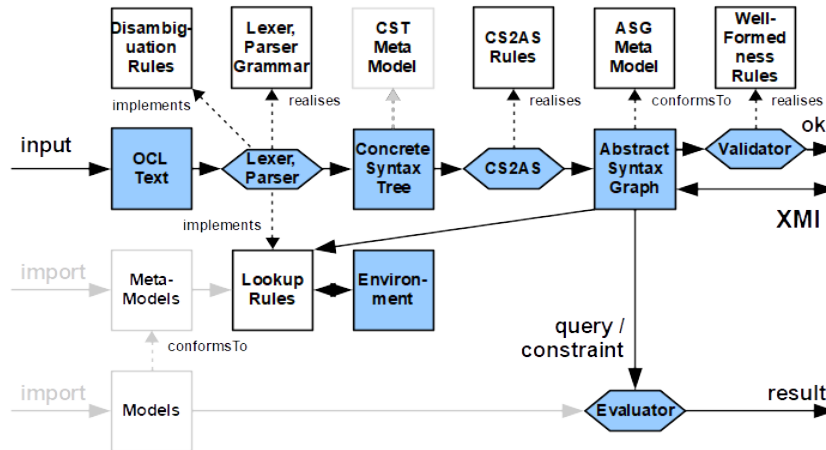 Disambig-
uation
Rules
Lexer,
Parser
Grammar
CST
Meta
Model
CS2AS
Rules
ASG
Meta
Model
Well-
Formed
ness
Rules
implements
realises
realises
conformsTo
realises
input
OCL
Text
Lexer,
Parser
Concrete
Syntax
Tree
CS2AS
Abstract
Syntax
Graph
Validator
ok
XMI
implements
import
Meta-
Models
Lookup
Rules
Environ-
ment
conformsTo
query /
constraint
import
Models
Evaluator
result